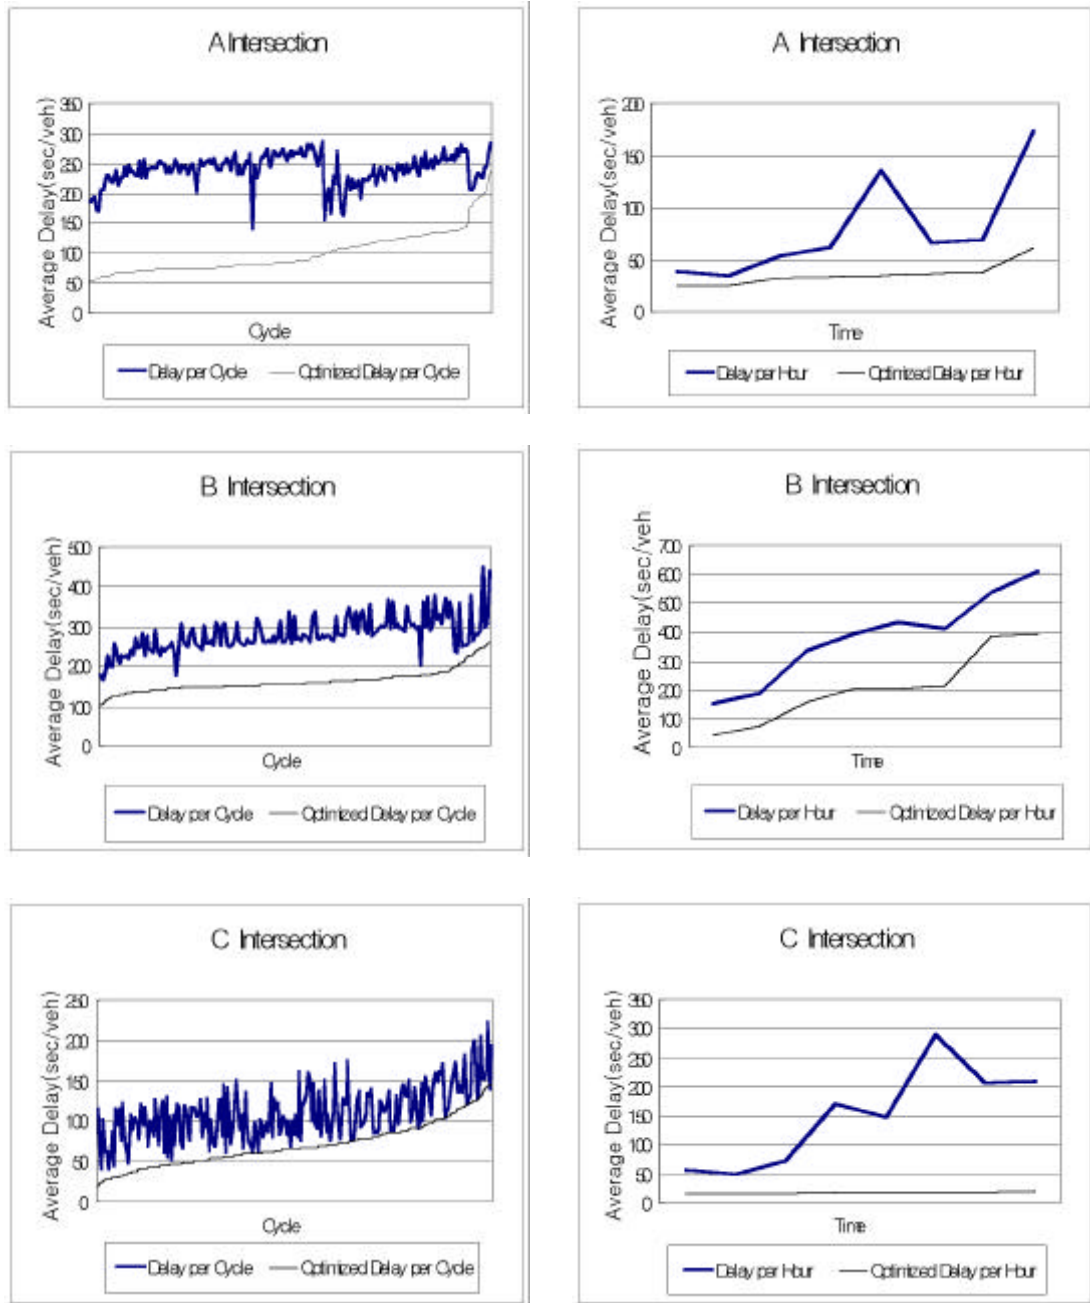 A Intersection
Average Delay(sec/veh)
350
300
250
200
150
100
50
0
Cycle
Delay per Cycle
Optimized Delay per Cycle
A Intersection
Average Delay(sec/veh)
200
150
100
50
0
Time
Delay per Hour
Optimized Delay per Hour
B Intersection
Average Delay(sec/veh)
500
400
300
200
100
0
Cycle
Delay per Cycle
Optimized Delay per Cycle
B Intersection
Average Delay(sec/veh
700
600
500
400
300
200
100
0
Time
Delay per Hour
Optimized Delay per Hour
C Intersection
Average Delay(sec/veh)
250
200
150
100
50
0
Cycle
Delay per Cycle
Optimized Delay per Cycle
C Intersection
Average Delay(sec/veh)
350
300
250
200
150
100
50
0
Time
Delay per Hour
Optimized Delay per Hour